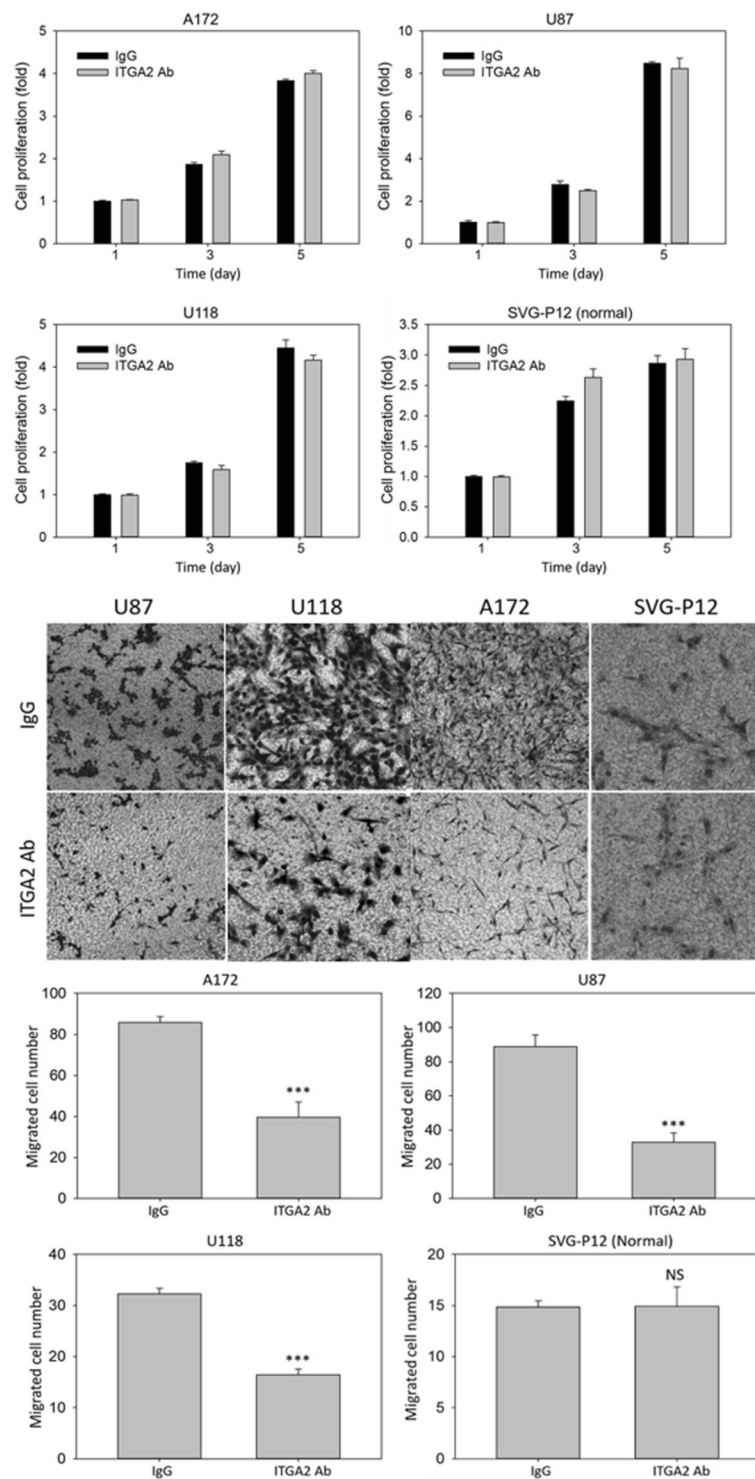 A172
IgG
ITGA2 Ab
Cell proliferation (fold)
5
4
3
2
1
0
1 3 5
Time (day)
U87
IgG
ITGA2 Ab
Cell proliferation (fold)
10
8
6
4
2
0
1 3 5
Time (day)
U118
IgG
ITGA2 Ab
Cell proliferation (fold)
5
4
3
2
1
0
1 3 5
Time (day)
SVG-P12 (normal)
IgG
ITGA2 Ab
Cell proliferation (fold)
3.5
3.0
2.5
2.0
1.5
1.0
0.5
0.0
1 3 5
Time (day)
U87 U118 A172 SVG-P12
IgG
ITGA2 Ab
A172
Migrated cell number
100
80
60
40
20
0
***
IgG ITGA2 Ab
U87
Migrated cell number
120
100
80
60
40
20
0
***
IgG ITGA2 Ab
U118
Migrated cell number
40
30
20
10
0
***
IgG ITGA2 Ab
SVG-P12 (Normal)
Migrated cell number
20
15
10
5
0
NS
IgG ITGA2 Ab